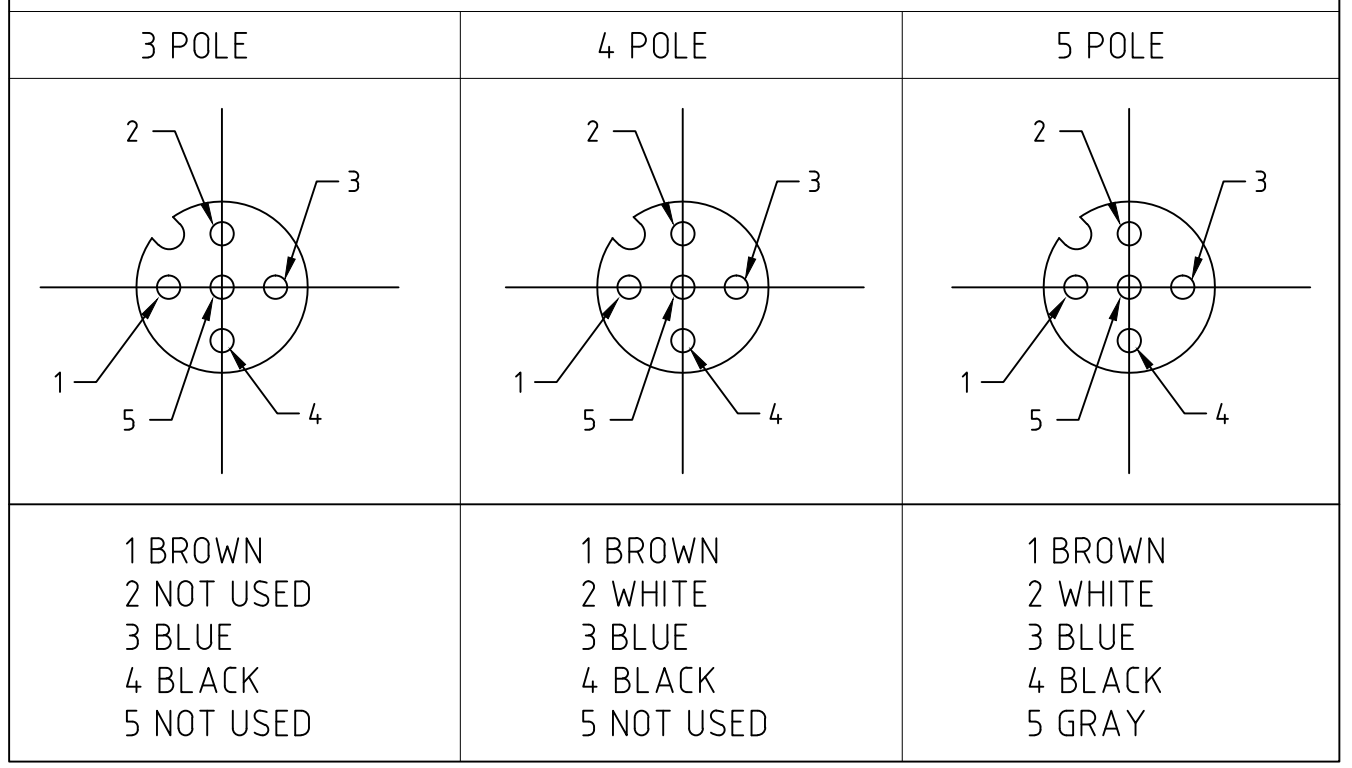 3 POLE
4 POLE
5 POLE
2
3
1
5
4
2
3
1
5
4
2
3
1
5
4
1 BROWN
2 NOT USED
3 BLUE
4 BLACK
5 NOT USED
1 BROWN
2 WHITE
3 BLUE
4 BLACK
5 NOT USED
1 BROWN
2 WHITE
3 BLUE
4 BLACK
5 GRAY